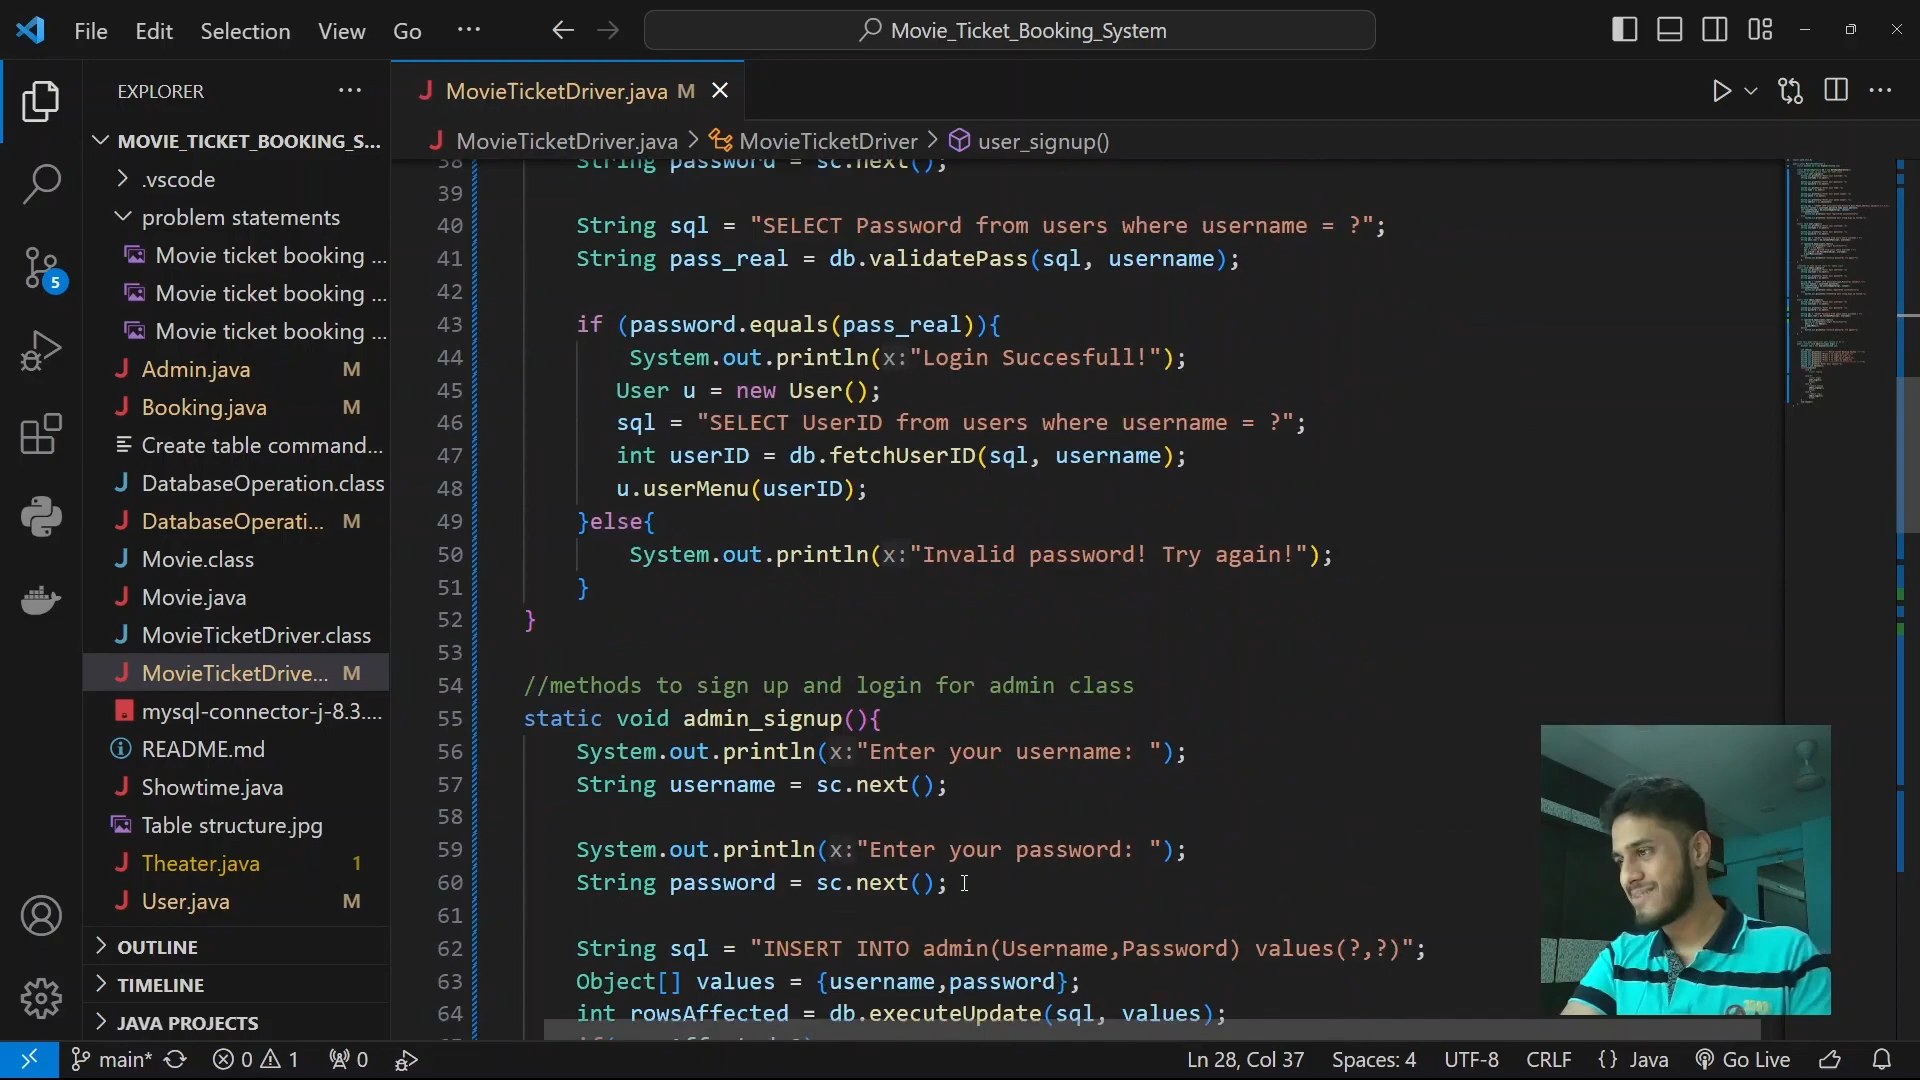 File Edit Selection View Go ···
Movie_Ticket_Booking_System
EXPLORER ···
MOVIE_TICKET_BOOKING_S...
.vscode
problem statements
Movie ticket booking ...
Movie ticket booking ...
Movie ticket booking ...
Admin.java M
Booking.java M
Create table command...
DatabaseOperation.class
DatabaseOperati... M
Movie.class
Movie.java
MovieTicketDriver.class
MovieTicketDrive... M
mysql-connector-j-8.3....
README.md
Showtime.java
Table structure.jpg
Theater.java 1
User.java M
OUTLINE
TIMELINE
JAVA PROJECTS
5
MovieTicketDriver.java M
MovieTicketDriver.java > MovieTicketDriver > user_signup()
38 String password = sc.next();
39
40 String sql = "SELECT Password from users where username = ?";
41 String pass_real = db.validatePass(sql, username);
42
43 if (password.equals(pass_real)){
44 System.out.println(x:"Login Succesfull!");
45 User u = new User();
46 sql = "SELECT UserID from users where username = ?";
47 int userID = db.fetchUserID(sql, username);
48 u.userMenu(userID);
49 }else{
50 System.out.println(x:"Invalid password! Try again!");
51 }
52 }
53
54 //methods to sign up and login for admin class
55 static void admin_signup(){
56 System.out.println(x:"Enter your username: ");
57 String username = sc.next();
58
59 System.out.println(x:"Enter your password: ");
60 String password = sc.next();
61
62 String sql = "INSERT INTO admin(Username,Password) values(?,?)";
63 Object[] values = {username,password};
64 int rowsAffected = db.executeUpdate(sql, values);
main* 0 1 0 Ln 28, Col 37 Spaces: 4 UTF-8 CRLF {} Java Go Live